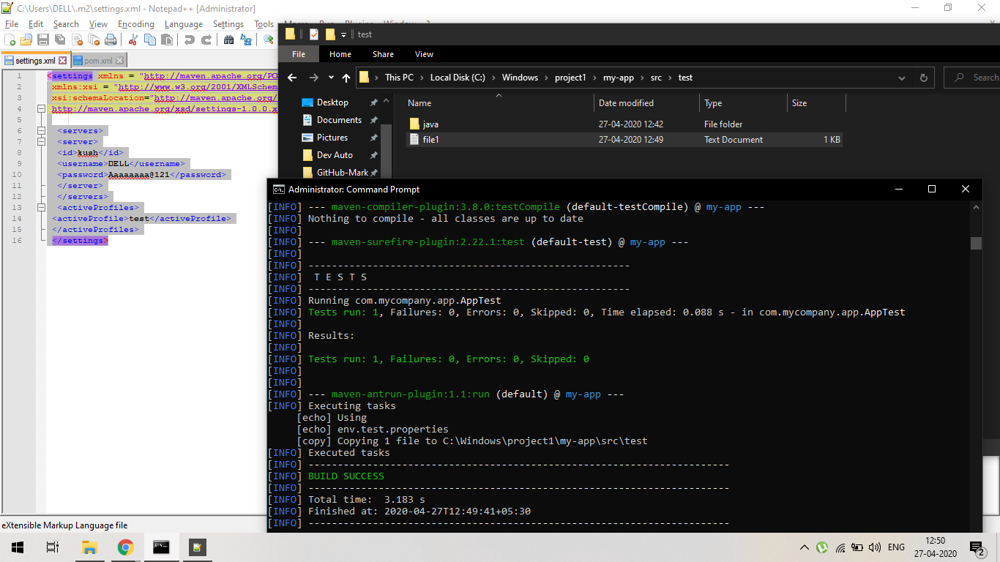 C:\Users\DELL\.m2\settings.xml - Notepad++ [Administrator]
File Edit Search View Encoding Language Settings Tools
settings.xml pom.xml
1 <settings xmlns = "http://maven.apache.org/PO
2 xmlns:xsi = "http://www.w3.org/2001/XMLSchem
3 xsi:schemaLocation="http://maven.apache.org/
4 http://maven.apache.org/xsd/settings-1.0.0.x
5
6 <servers>
7 <server>
8 <id>kush</id>
9 <username>DELL</username>
10 <password>Aaaaaaaa@121</password>
11 </server>
12 </servers>
13 <activeProfiles>
14 <activeProfile>test</activeProfile>
15 </activeProfiles>
16 </settings>
eXtensible Markup Language file
test
File Home Share View
This PC > Local Disk (C:) > Windows > project1 > my-app > src > test
Search
Desktop
Documents
Pictures
Dev Auto
GitHub-Mark
Name Date modified Type Size
java 27-04-2020 12:42 File folder
file1 27-04-2020 12:49 Text Document 1 KB
Administrator: Command Prompt
[INFO] --- maven-compiler-plugin:3.8.0:testCompile (default-testCompile) @ my-app ---
[INFO] Nothing to compile - all classes are up to date
[INFO]
[INFO] --- maven-surefire-plugin:2.22.1:test (default-test) @ my-app ---
[INFO]
[INFO] -------------------------------------------------------
[INFO]  T E S T S
[INFO] -------------------------------------------------------
[INFO] Running com.mycompany.app.AppTest
[INFO] Tests run: 1, Failures: 0, Errors: 0, Skipped: 0, Time elapsed: 0.088 s - in com.mycompany.app.AppTest
[INFO]
[INFO] Results:
[INFO]
[INFO] Tests run: 1, Failures: 0, Errors: 0, Skipped: 0
[INFO]
[INFO]
[INFO] --- maven-antrun-plugin:1.1:run (default) @ my-app ---
[INFO] Executing tasks
[echo] Using
[echo] env.test.properties
[copy] Copying 1 file to C:\Windows\project1\my-app\src\test
[INFO] Executed tasks
[INFO] ------------------------------------------------------------------------
[INFO] BUILD SUCCESS
[INFO] ------------------------------------------------------------------------
[INFO] Total time:  3.183 s
[INFO] Finished at: 2020-04-27T12:49:41+05:30
[INFO] ------------------------------------------------------------------------
ENG
12:50
27-04-2020
2